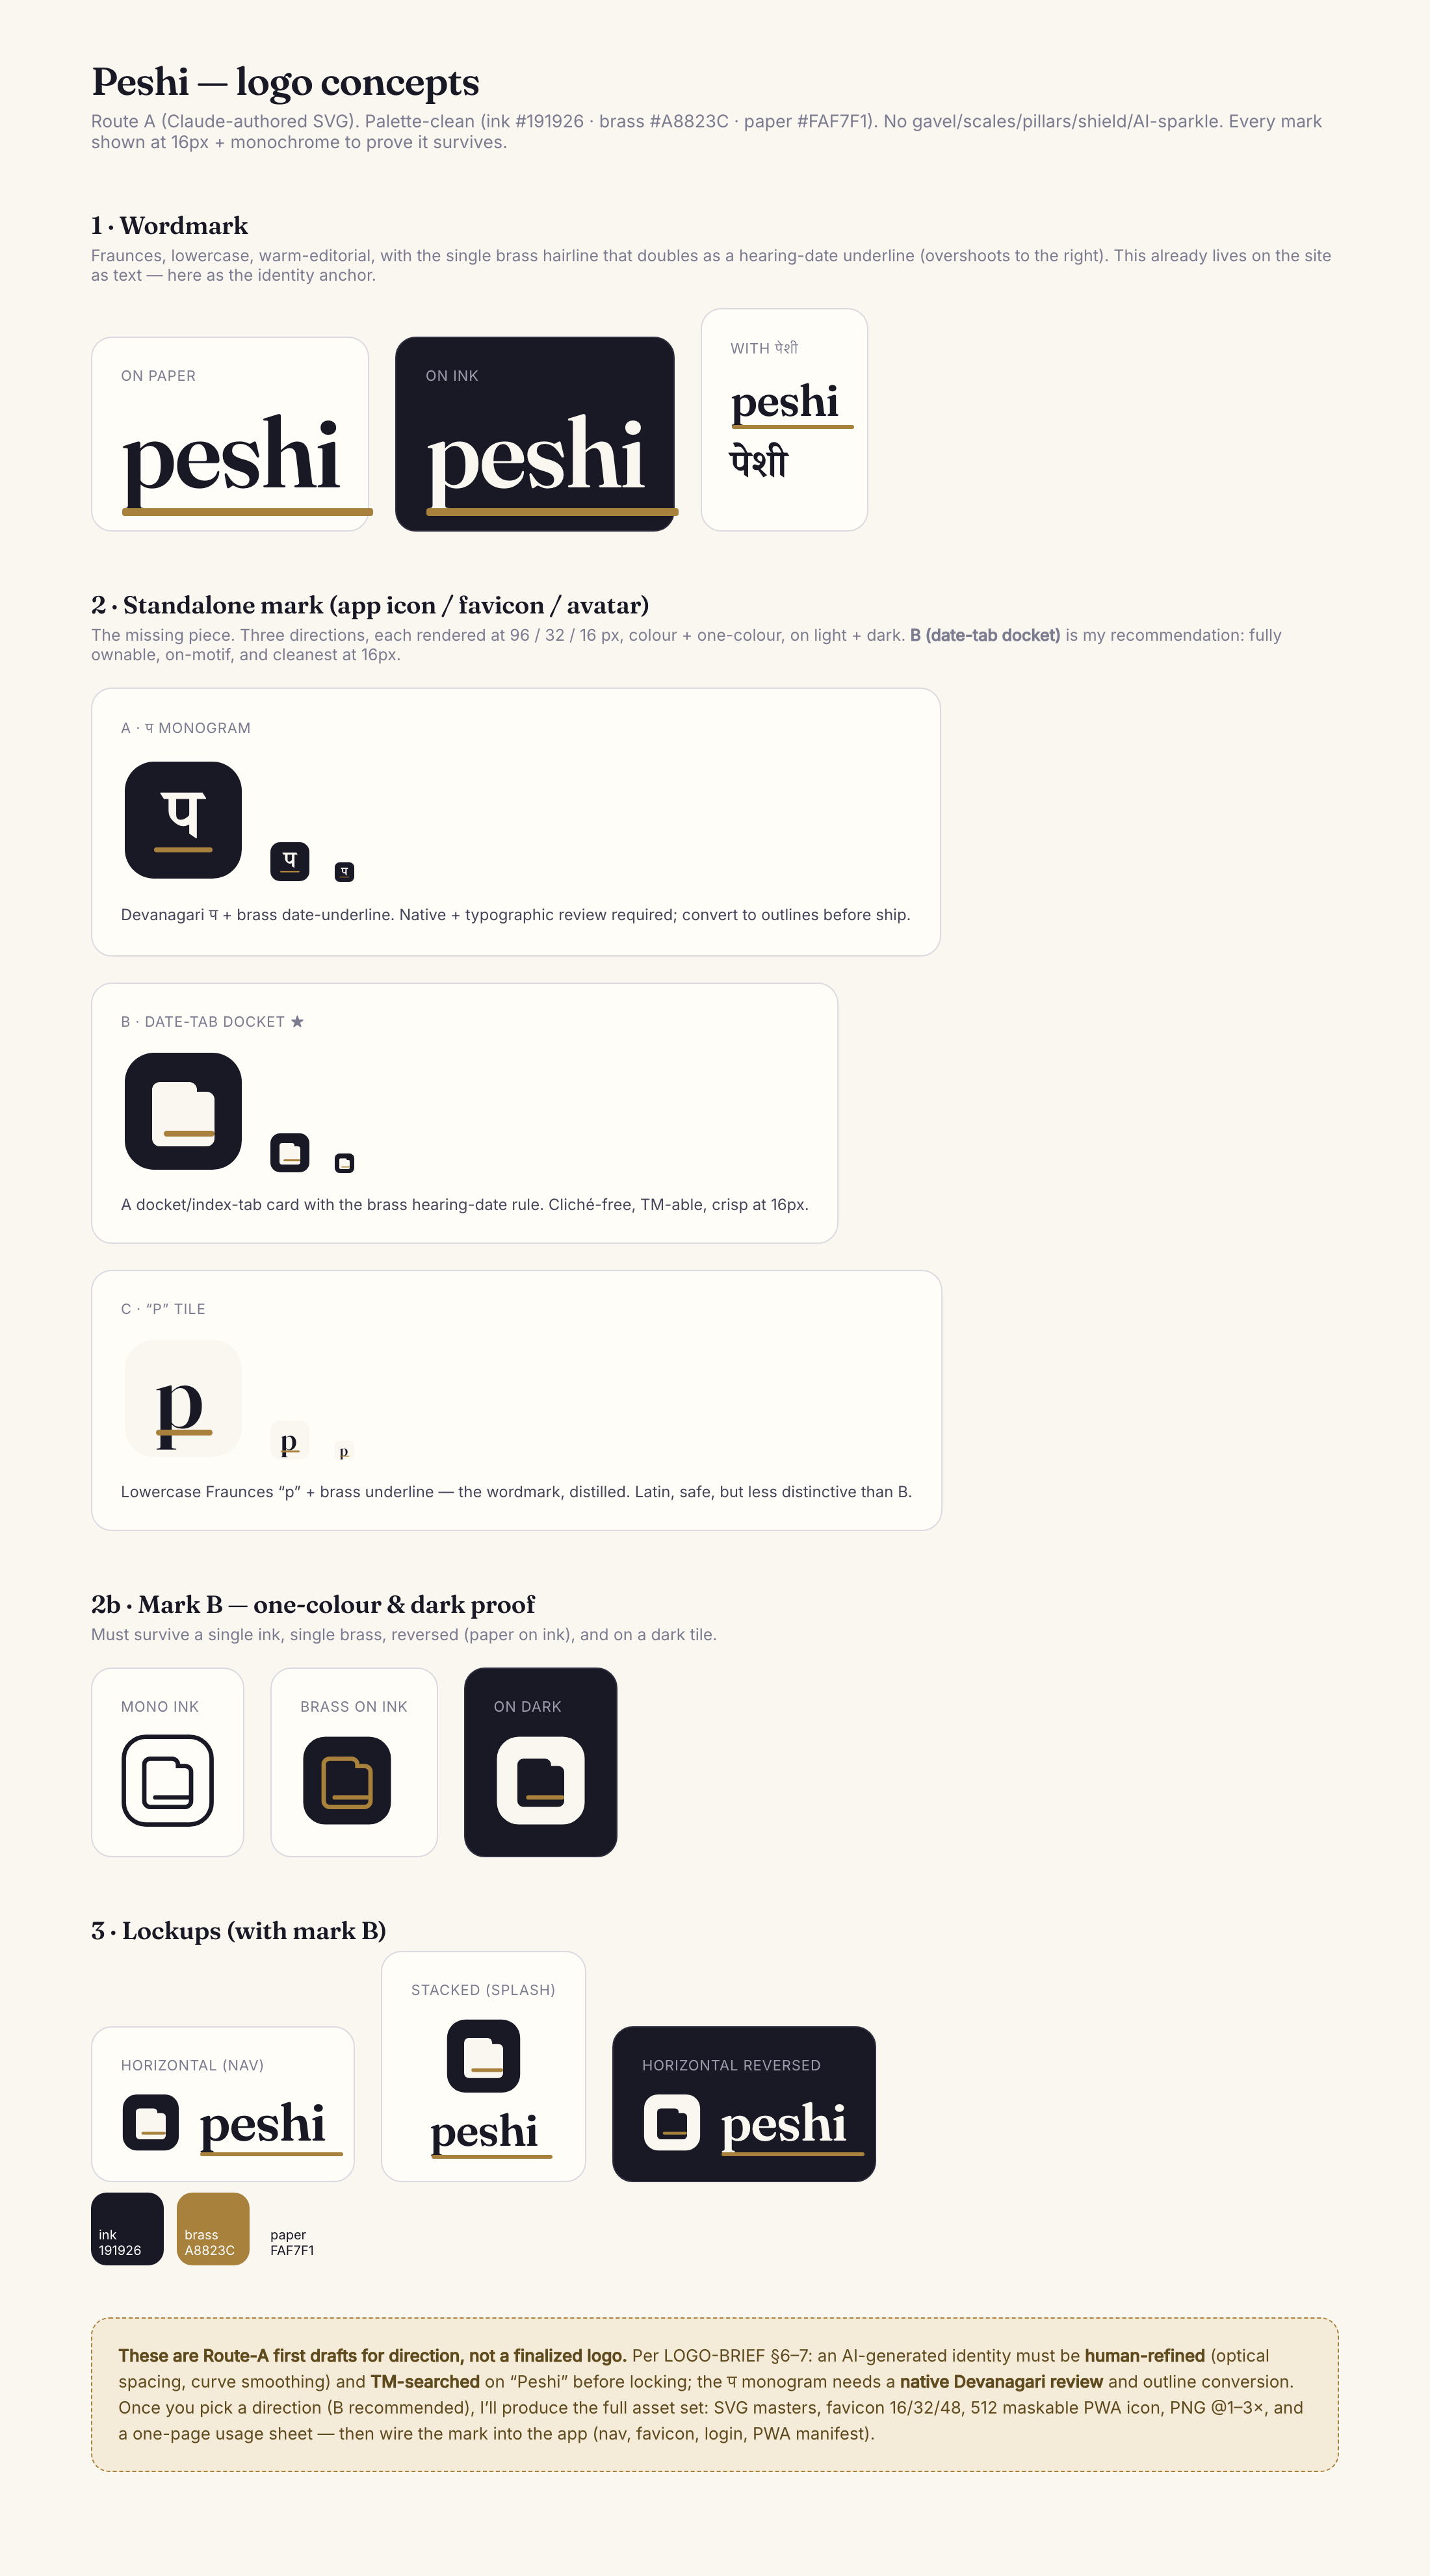 Peshi — logo concepts
Route A (Claude-authored SVG). Palette-clean (ink #191926 · brass #A8823C · paper #FAF7F1). No gavel/scales/pillars/shield/AI-sparkle. Every mark
shown at 16px + monochrome to prove it survives.
1 · Wordmark
Fraunces, lowercase, warm-editorial, with the single brass hairline that doubles as a hearing-date underline (overshoots to the right). This already lives on the site
as text — here as the identity anchor.
ON PAPER
peshi
ON INK
peshi
WITH पेशी
peshi
पेशी
2 · Standalone mark (app icon / favicon / avatar)
The missing piece. Three directions, each rendered at 96 / 32 / 16 px, colour + one-colour, on light + dark. B (date-tab docket) is my recommendation: fully
ownable, on-motif, and cleanest at 16px.
A · प MONOGRAM
प प प
Devanagari प + brass date-underline. Native + typographic review required; convert to outlines before ship.
B · DATE-TAB DOCKET ★
A docket/index-tab card with the brass hearing-date rule. Cliché-free, TM-able, crisp at 16px.
C · “P” TILE
p p p
Lowercase Fraunces “p” + brass underline — the wordmark, distilled. Latin, safe, but less distinctive than B.
2b · Mark B — one-colour & dark proof
Must survive a single ink, single brass, reversed (paper on ink), and on a dark tile.
MONO INK
BRASS ON INK
ON DARK
3 · Lockups (with mark B)
HORIZONTAL (NAV)
peshi
STACKED (SPLASH)
peshi
HORIZONTAL REVERSED
peshi
ink
191926
brass
A8823C
paper
FAF7F1
These are Route-A first drafts for direction, not a finalized logo. Per LOGO-BRIEF §6–7: an AI-generated identity must be human-refined (optical
spacing, curve smoothing) and TM-searched on “Peshi” before locking; the प monogram needs a native Devanagari review and outline conversion.
Once you pick a direction (B recommended), I’ll produce the full asset set: SVG masters, favicon 16/32/48, 512 maskable PWA icon, PNG @1–3×, and
a one-page usage sheet — then wire the mark into the app (nav, favicon, login, PWA manifest).